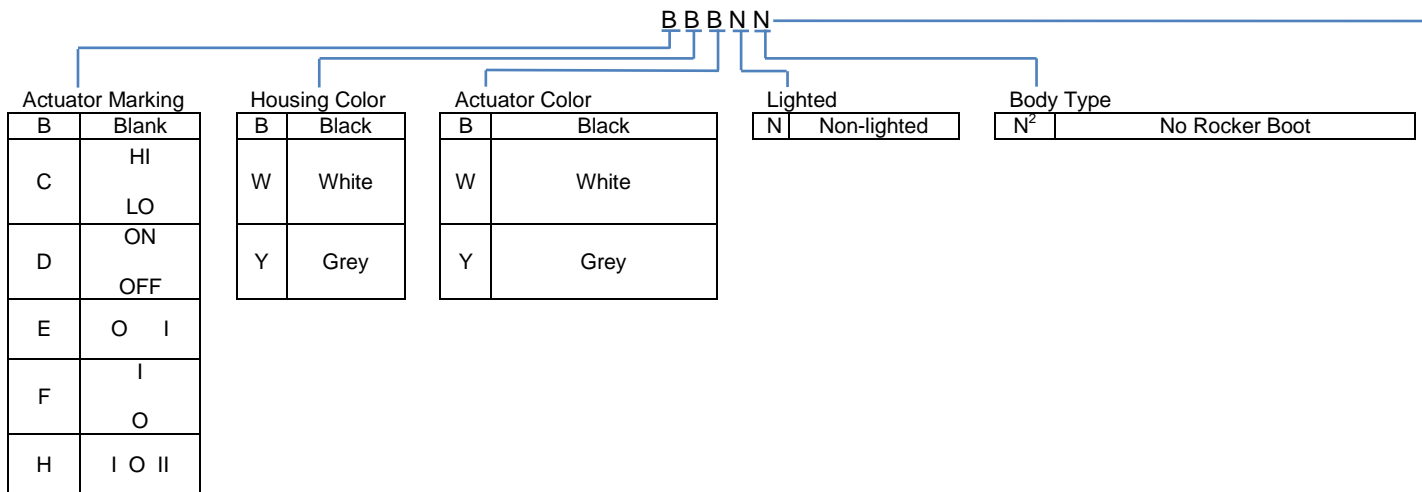 B B B N N
Actuator Marking
B Blank
C HI LO
D ON OFF
E O I
F I O
H I O II
Housing Color
B Black
W White
Y Grey
Actuator Color
B Black
W White
Y Grey
Lighted
N Non-lighted
Body Type
N² No Rocker Boot